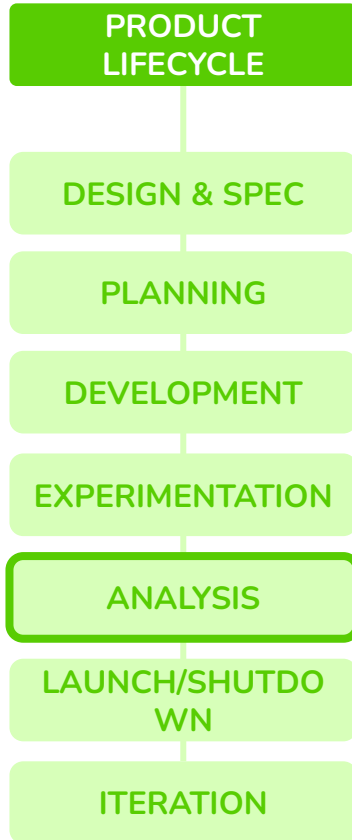 PRODUCT
LIFECYCLE
DESIGN & SPEC
PLANNING
DEVELOPMENT
EXPERIMENTATION
ANALYSIS
LAUNCH/SHUTDO
WN
ITERATION